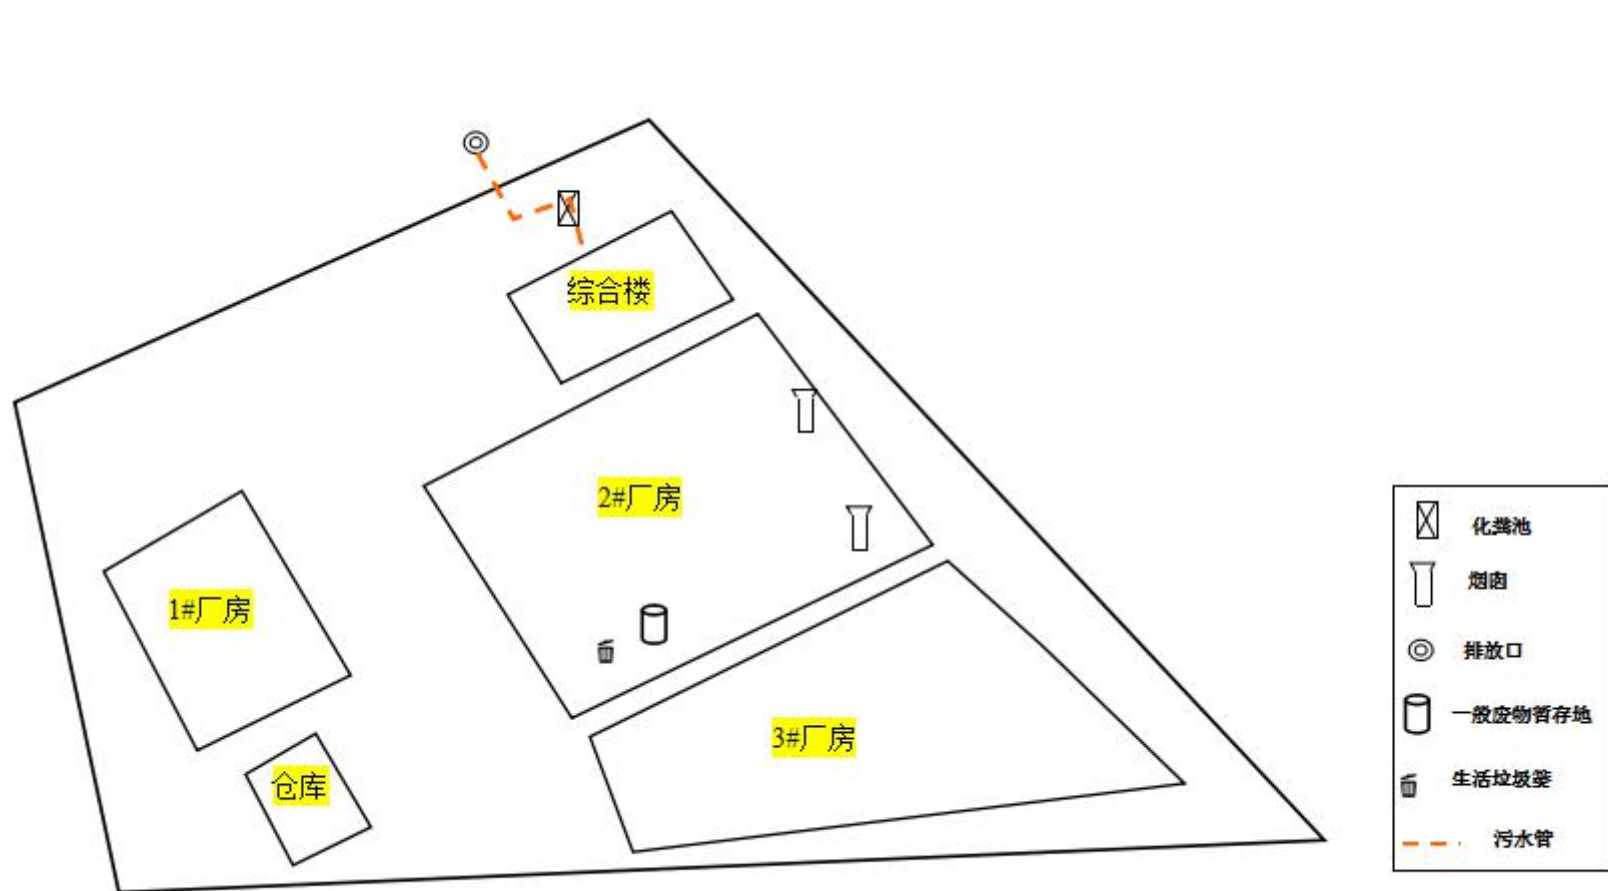 综合楼
2#厂房
1#厂房
3#厂房
仓库
化粪池
烟囱
排放口
一般废物暂存地
生活垃圾篓
污水管